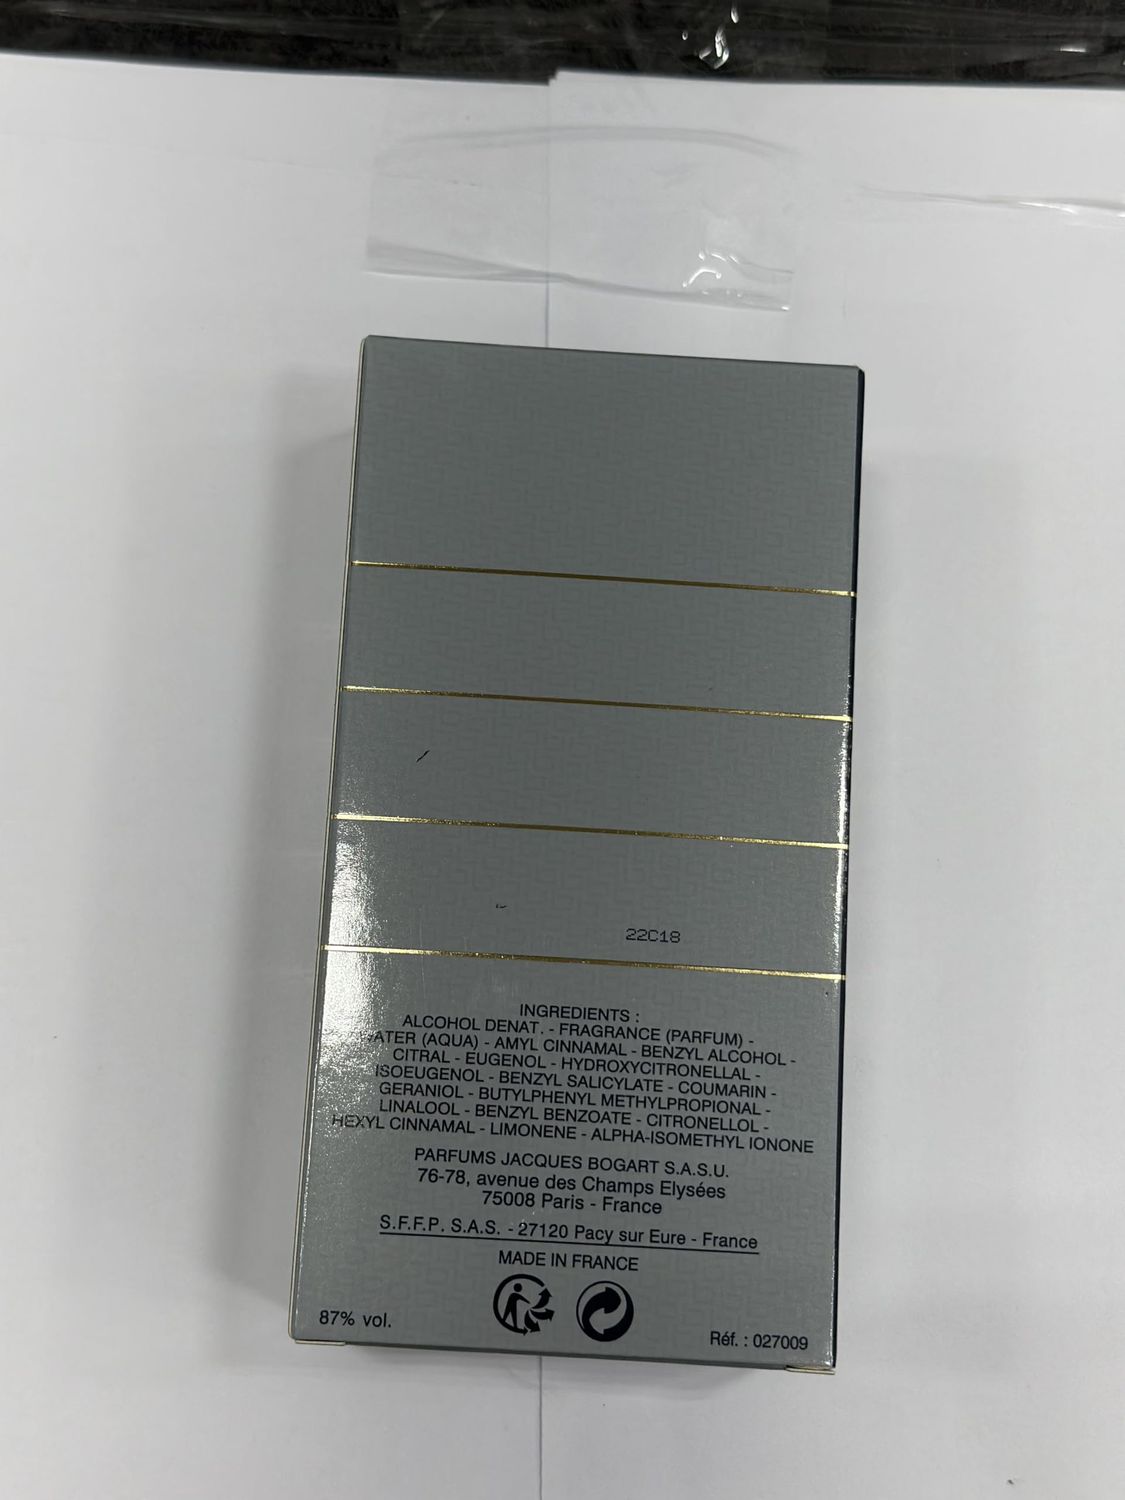 22C18
INGREDIENTS :
ALCOHOL DENAT. - FRAGRANCE (PARFUM) -
WATER (AQUA) - AMYL CINNAMAL - BENZYL ALCOHOL -
CITRAL - EUGENOL - HYDROXYCITRONELLAL -
ISOEUGENOL - BENZYL SALICYLATE - COUMARIN -
GERANIOL - BUTYLPHENYL METHYLPROPIONAL -
LINALOOL - BENZYL BENZOATE - CITRONELLOL -
HEXYL CINNAMAL - LIMONENE - ALPHA-ISOMETHYL IONONE
PARFUMS JACQUES BOGART S.A.S.U.
76-78, avenue des Champs Elysées
75008 Paris - France
S.F.F.P. S.A.S. - 27120 Pacy sur Eure - France
MADE IN FRANCE
87% vol.
Réf. : 027009